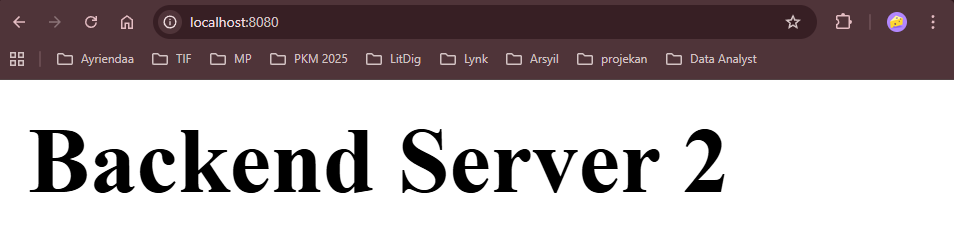 localhost:8080
Ayriendaa TIF MP PKM 2025 LitDig Lynk Arsyil projekan Data Analyst
Backend Server 2